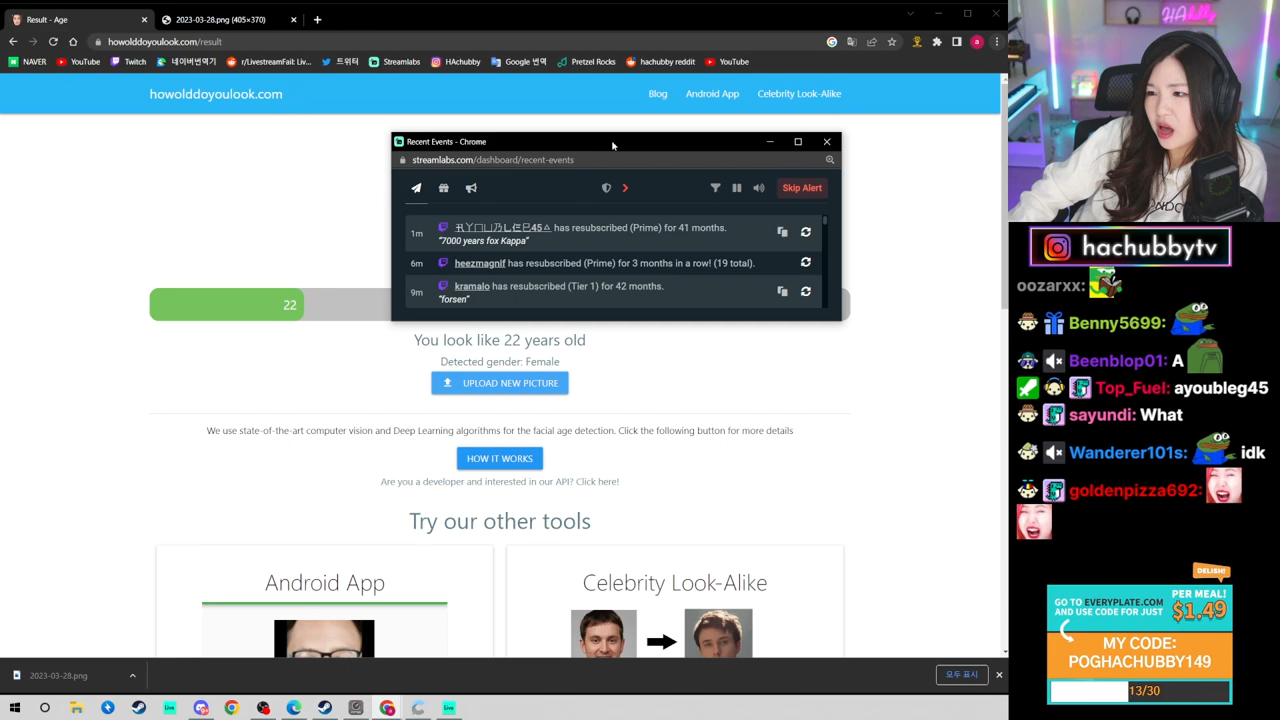 Result - Age
2023-03-28.png (405×370)
howolddoyoulook.com/result
NAVER
YouTube
Twitch
네이버번역기
r/LivestreamFail: Liv...
트위터
Streamlabs
HAchubby
Google 번역
Pretzel Rocks
hachubby reddit
YouTube
howolddoyoulook.com
Blog
Android App
Celebrity Look-Alike
Recent Events - Chrome
streamlabs.com/dashboard/recent-events
Skip Alert
1m
has resubscribed (Prime) for 41 months.
"7000 years fox Kappa"
6m
heezmagnif has resubscribed (Prime) for 3 months in a row! (19 total).
9m
kramalo has resubscribed (Tier 1) for 42 months.
"forsen"
22
You look like 22 years old
Detected gender: Female
UPLOAD NEW PICTURE
We use state-of-the-art computer vision and Deep Learning algorithms for the facial age detection. Click the following button for more details
HOW IT WORKS
Are you a developer and interested in our API? Click here!
Try our other tools
Android App
Celebrity Look-Alike
2023-03-28.png
모두 표시
HAchubby
hachubbytv
oozarxx:
Benny5699:
Beenblop01: A
Top_Fuel: ayoubleg45
sayundi: What
Wanderer101s: idk
goldenpizza692:
DELISH!
GO TO EVERYPLATE.COM
AND USE CODE FOR JUST
PER MEAL!
$1.49
MY CODE:
POGHACHUBBY149
13/30